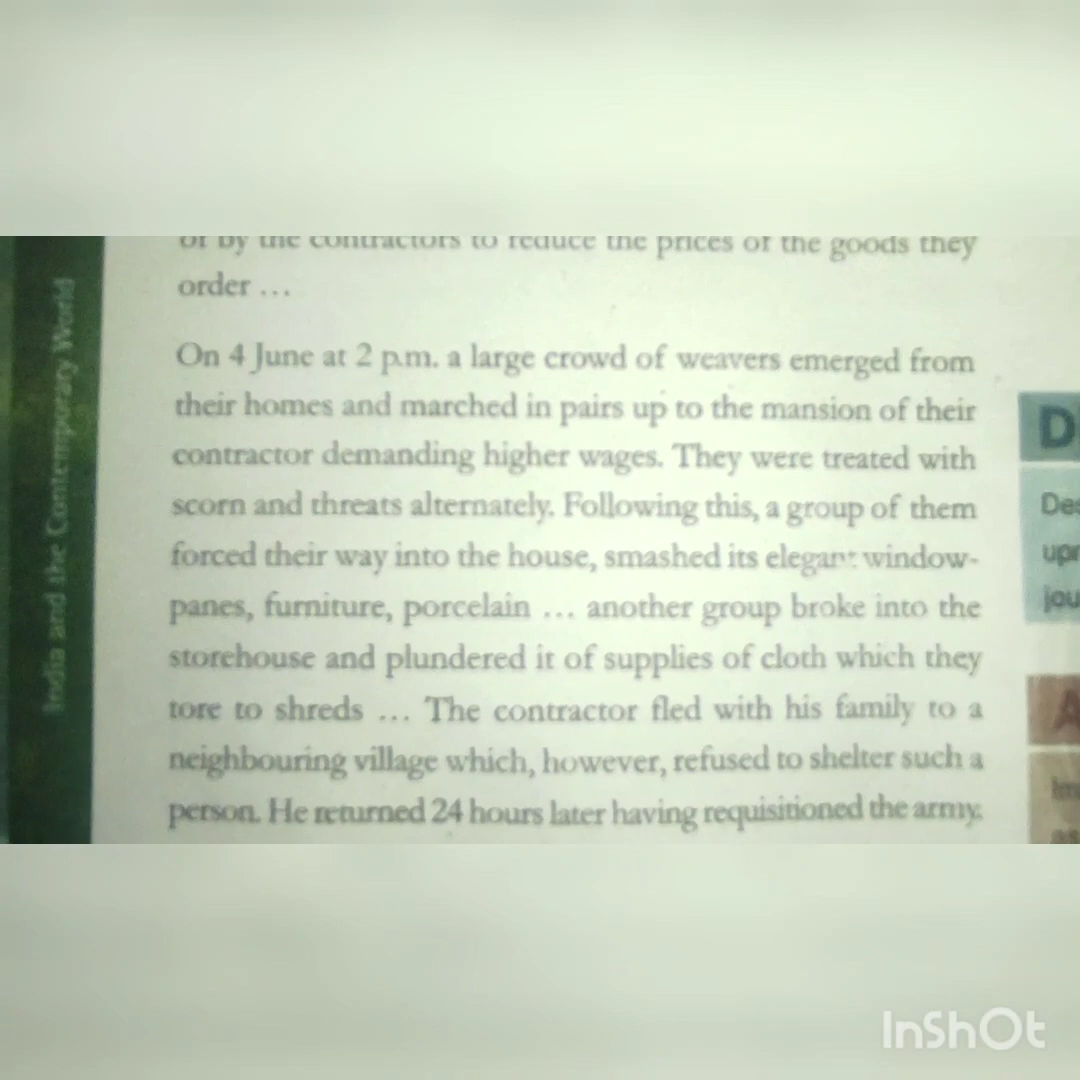 of by the contractors to reduce the prices of the goods they
order ...
On 4 June at 2 p.m. a large crowd of weavers emerged from
their homes and marched in pairs up to the mansion of their
contractor demanding higher wages. They were treated with
scorn and threats alternately. Following this, a group of them
forced their way into the house, smashed its elegant window-
panes, furniture, porcelain ... another group broke into the
storehouse and plundered it of supplies of cloth which they
tore to shreds ... The contractor fled with his family to a
neighbouring village which, however, refused to shelter such a
person. He returned 24 hours later having requisitioned the army.
India and the Contemporary World
D
Des
upr
jou
A
InShOt